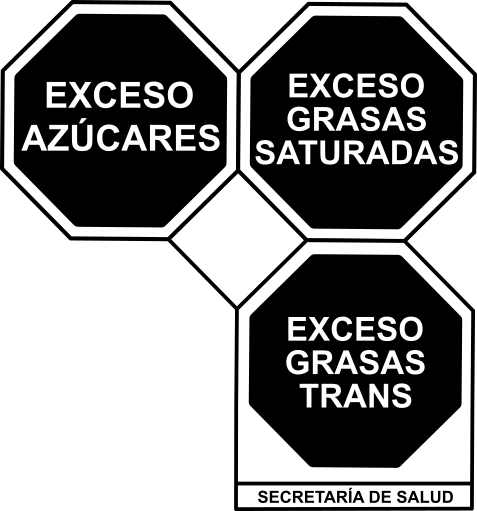 EXCESO
AZÚCARES
EXCESO
GRASAS
SATURADAS
EXCESO
GRASAS
TRANS
SECRETARÍA DE SALUD